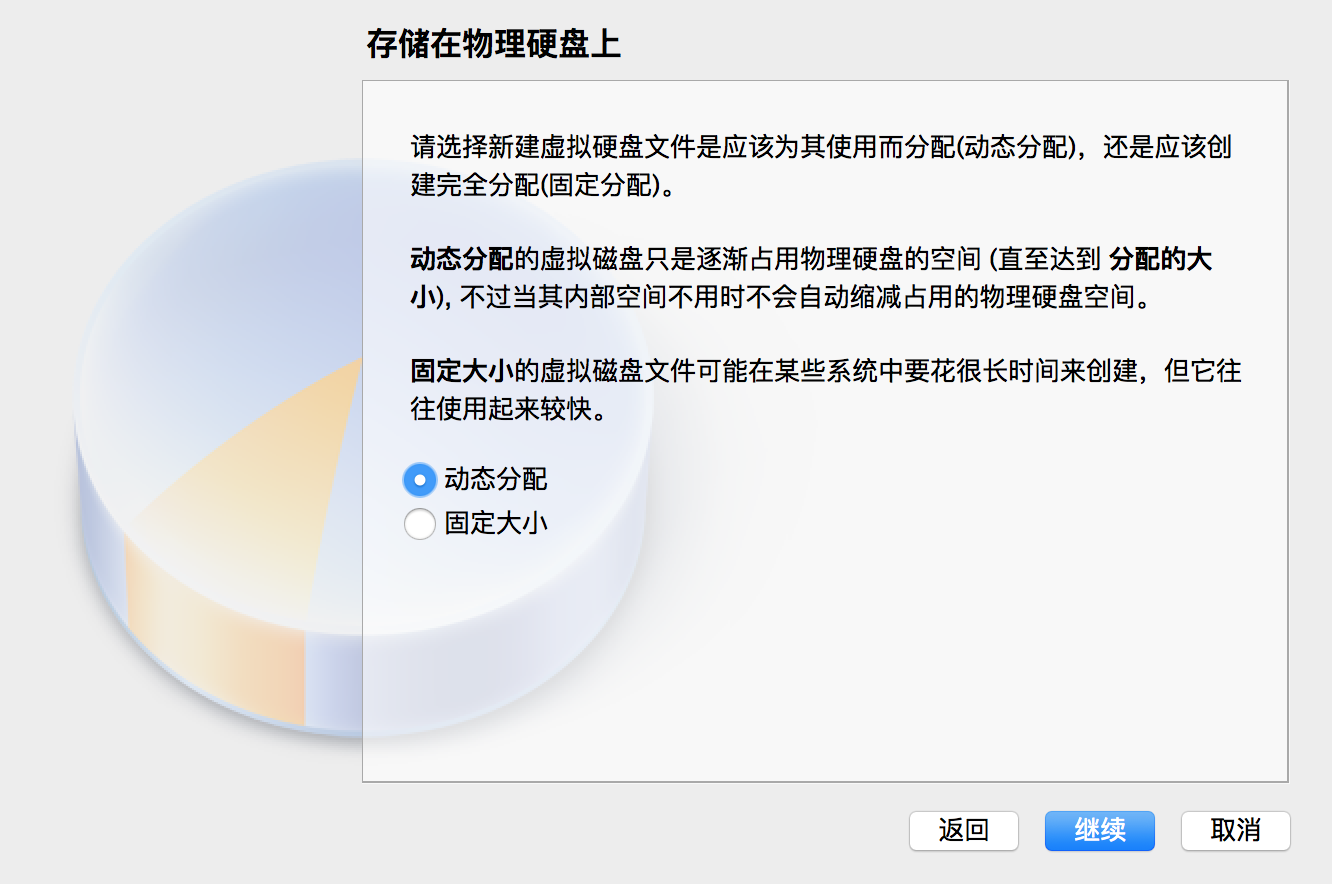 存储在物理硬盘上
请选择新建虚拟硬盘文件是应该为其使用而分配(动态分配)，还是应该创
建完全分配(固定分配)。
动态分配的虚拟磁盘只是逐渐占用物理硬盘的空间 (直至达到 分配的大
小), 不过当其内部空间不用时不会自动缩减占用的物理硬盘空间。
固定大小的虚拟磁盘文件可能在某些系统中要花很长时间来创建，但它往
往使用起来较快。
动态分配
固定大小
返回
继续
取消